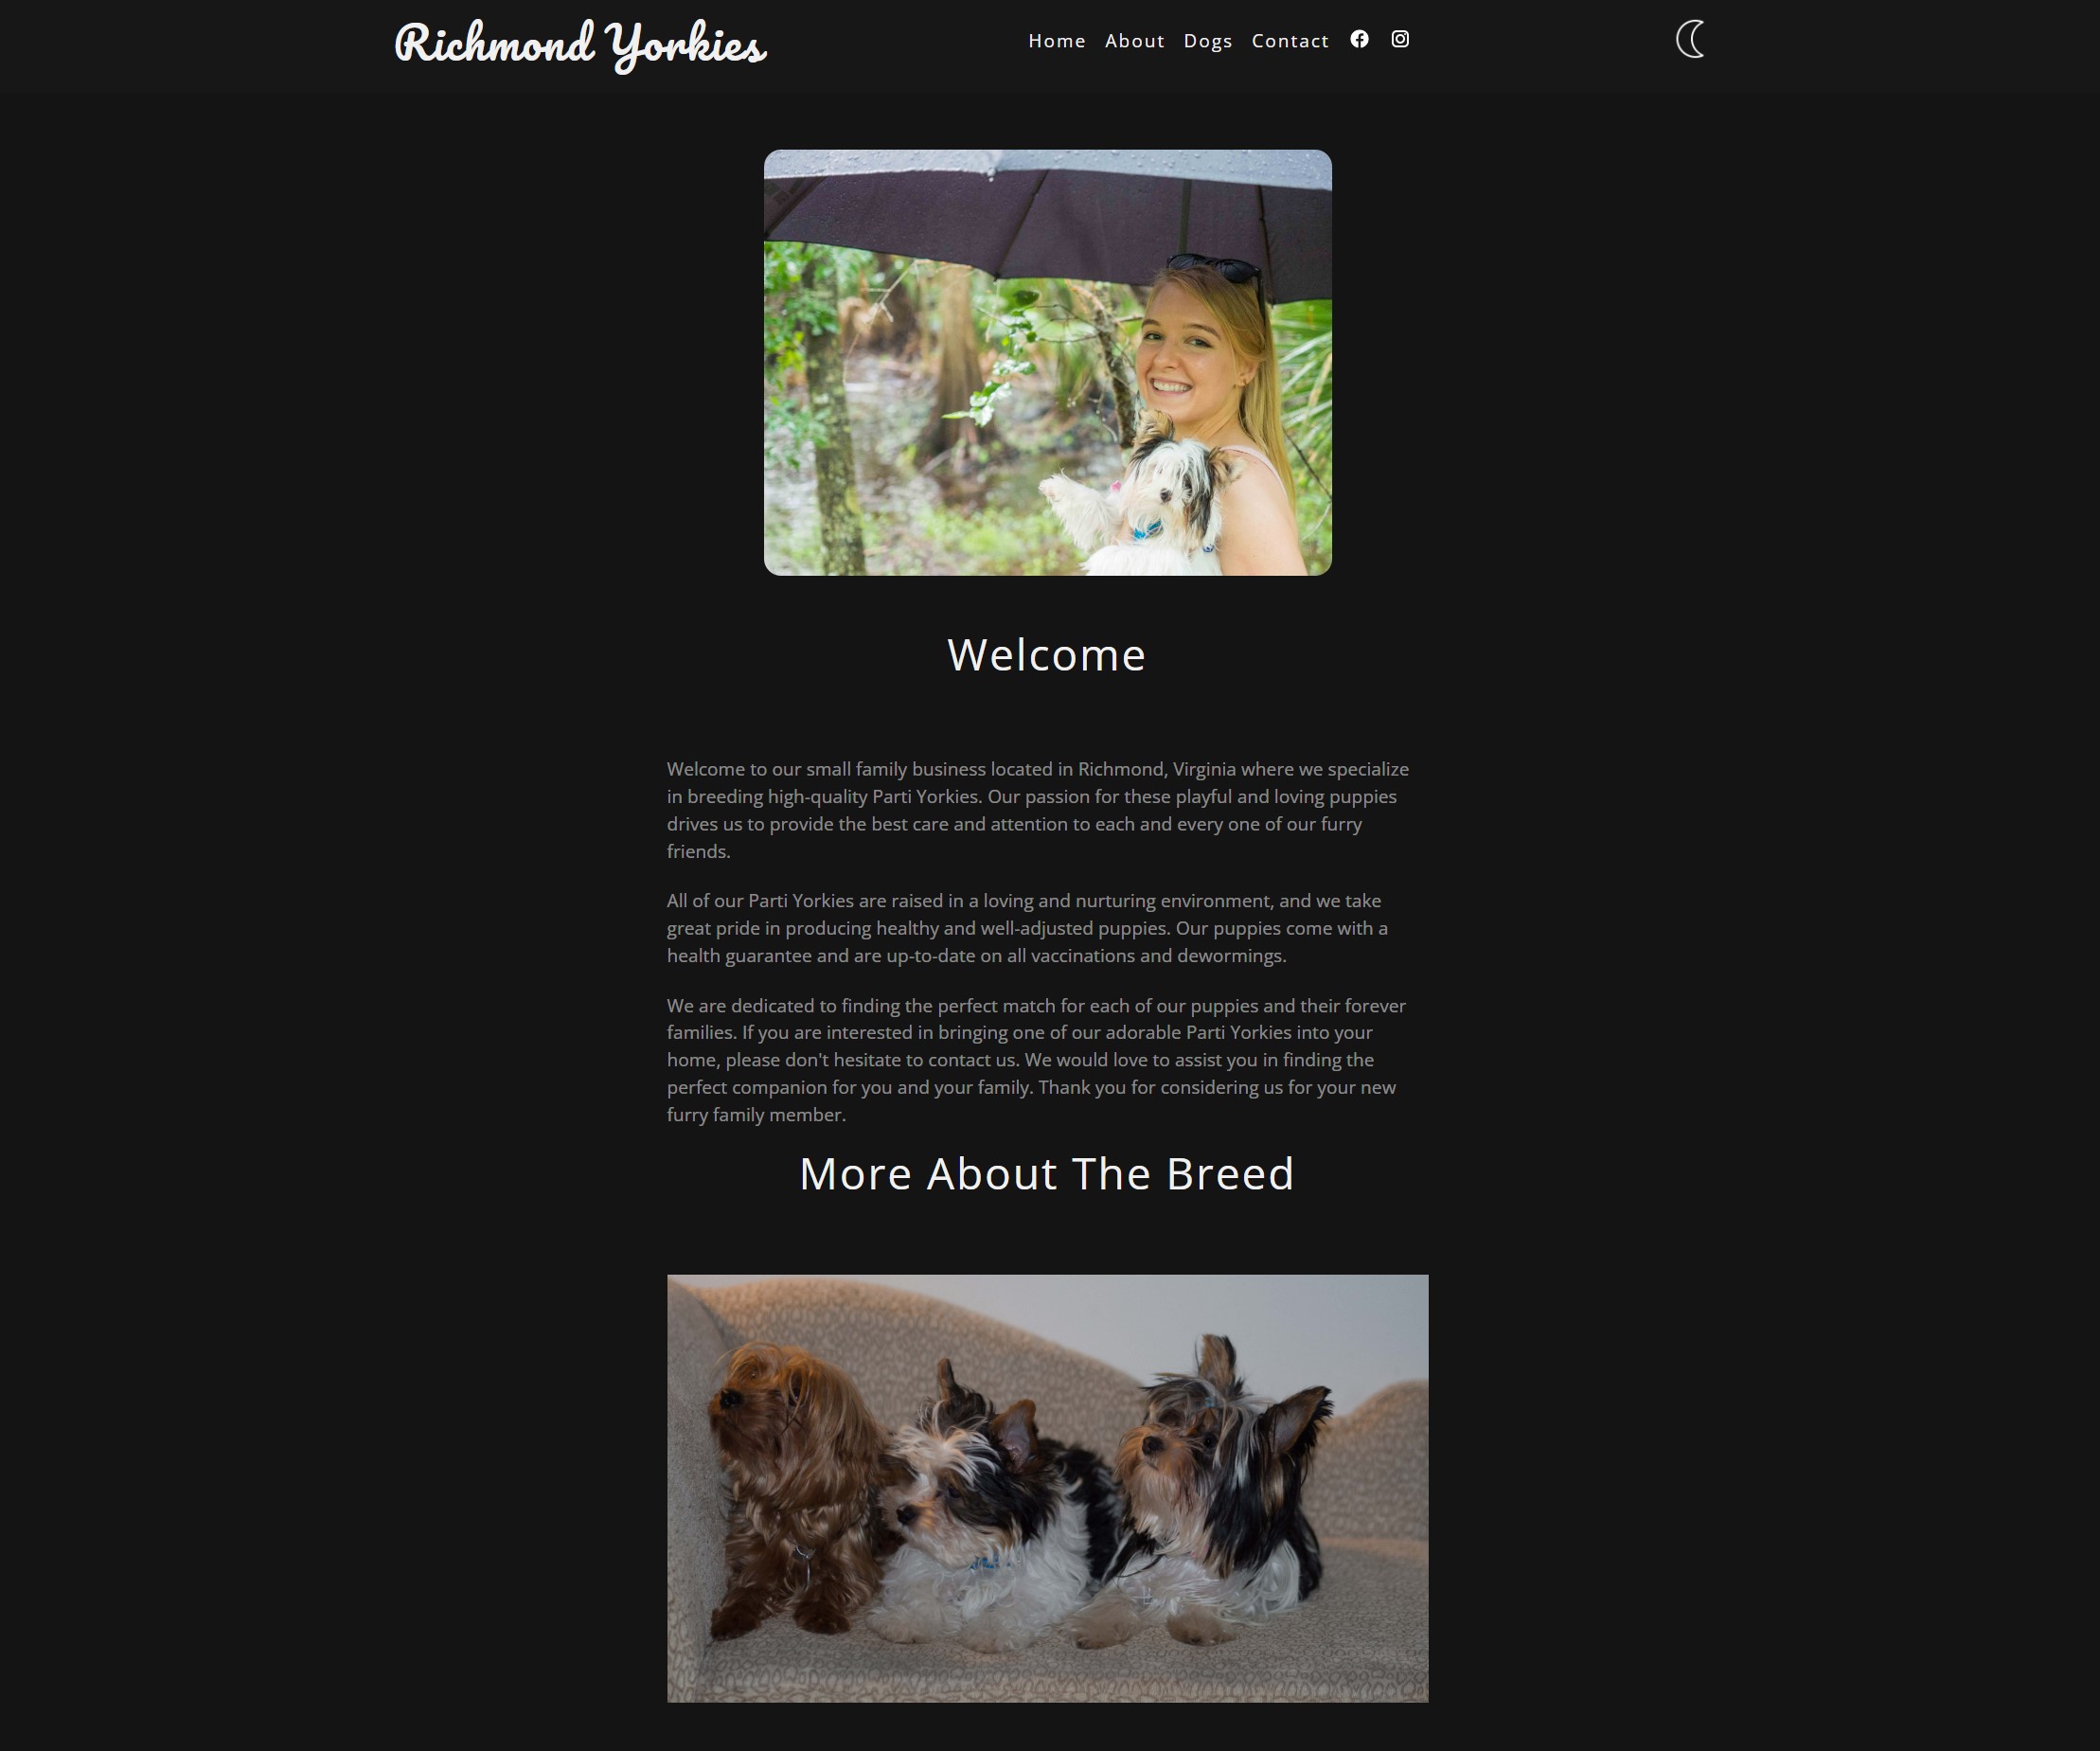 Richmond Yorkies
Home About Dogs Contact
Welcome
Welcome to our small family business located in Richmond, Virginia where we specialize
in breeding high-quality Parti Yorkies. Our passion for these playful and loving puppies
drives us to provide the best care and attention to each and every one of our furry
friends.
All of our Parti Yorkies are raised in a loving and nurturing environment, and we take
great pride in producing healthy and well-adjusted puppies. Our puppies come with a
health guarantee and are up-to-date on all vaccinations and dewormings.
We are dedicated to finding the perfect match for each of our puppies and their forever
families. If you are interested in bringing one of our adorable Parti Yorkies into your
home, please don't hesitate to contact us. We would love to assist you in finding the
perfect companion for you and your family. Thank you for considering us for your new
furry family member.
More About The Breed